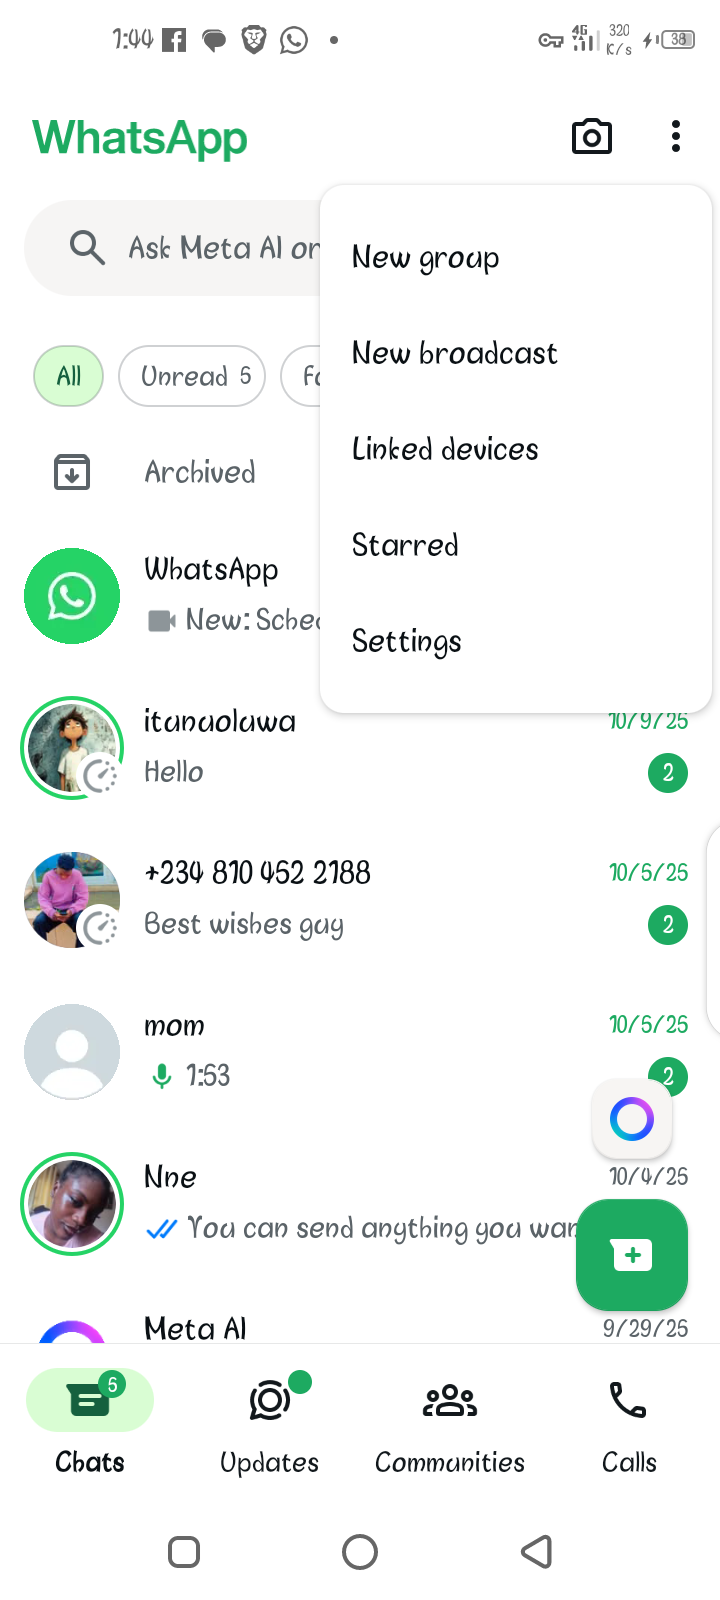 1:44
4G
320
K/s
38
WhatsApp
Ask Meta AI or
New group
New broadcast
Linked devices
Starred
Settings
All
Unread 5
Fa
Archived
WhatsApp
New: Sched
itunuoluwa
10/9/25
Hello
2
+234 810 452 2188
10/5/25
Best wishes guy
2
mom
10/5/25
1:53
2
Nne
10/4/25
You can send anything you wan
Meta AI
9/29/25
5
Chats
Updates
Communities
Calls